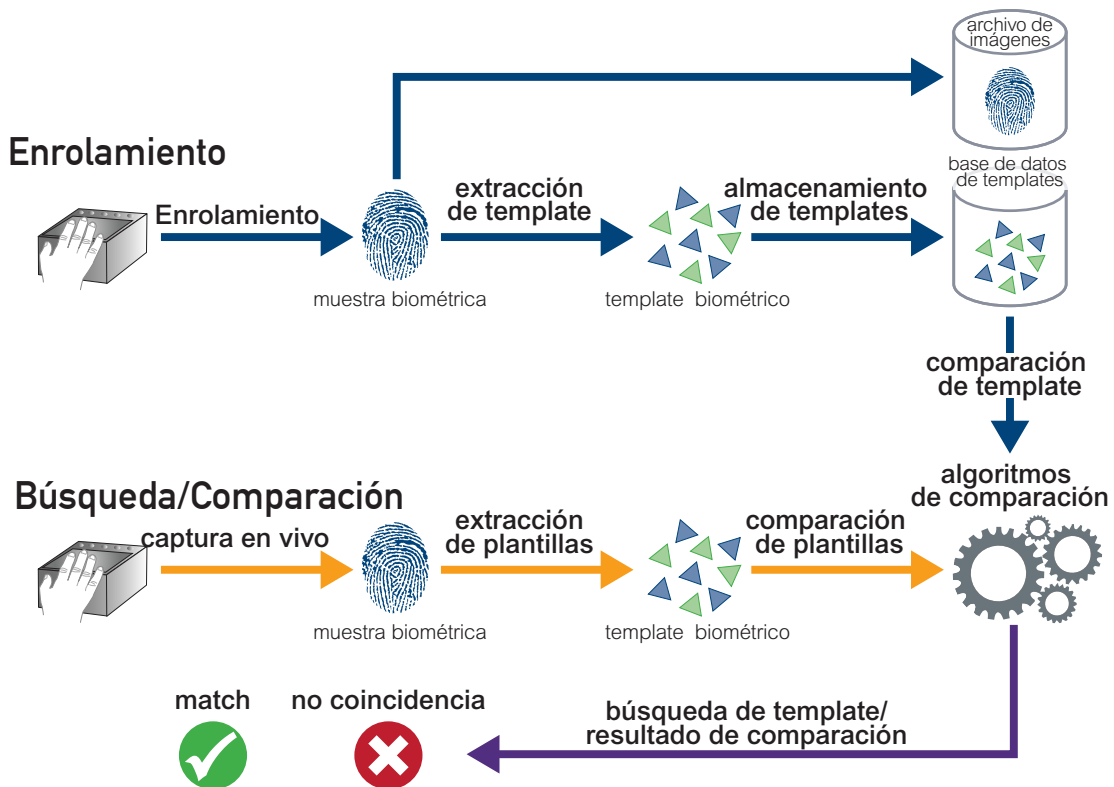 archivo de
imágenes
Enrolamiento
base de datos
de templates
Enrolamiento
extracción
de template
almacenamiento
de templates
muestra biométrica
template biométrico
comparación
de template
Búsqueda/Comparación
algoritmos
de comparación
captura en vivo
extracción
de plantillas
comparación
de plantillas
muestra biométrica
template biométrico
match
no coincidencia
búsqueda de template/
resultado de comparación